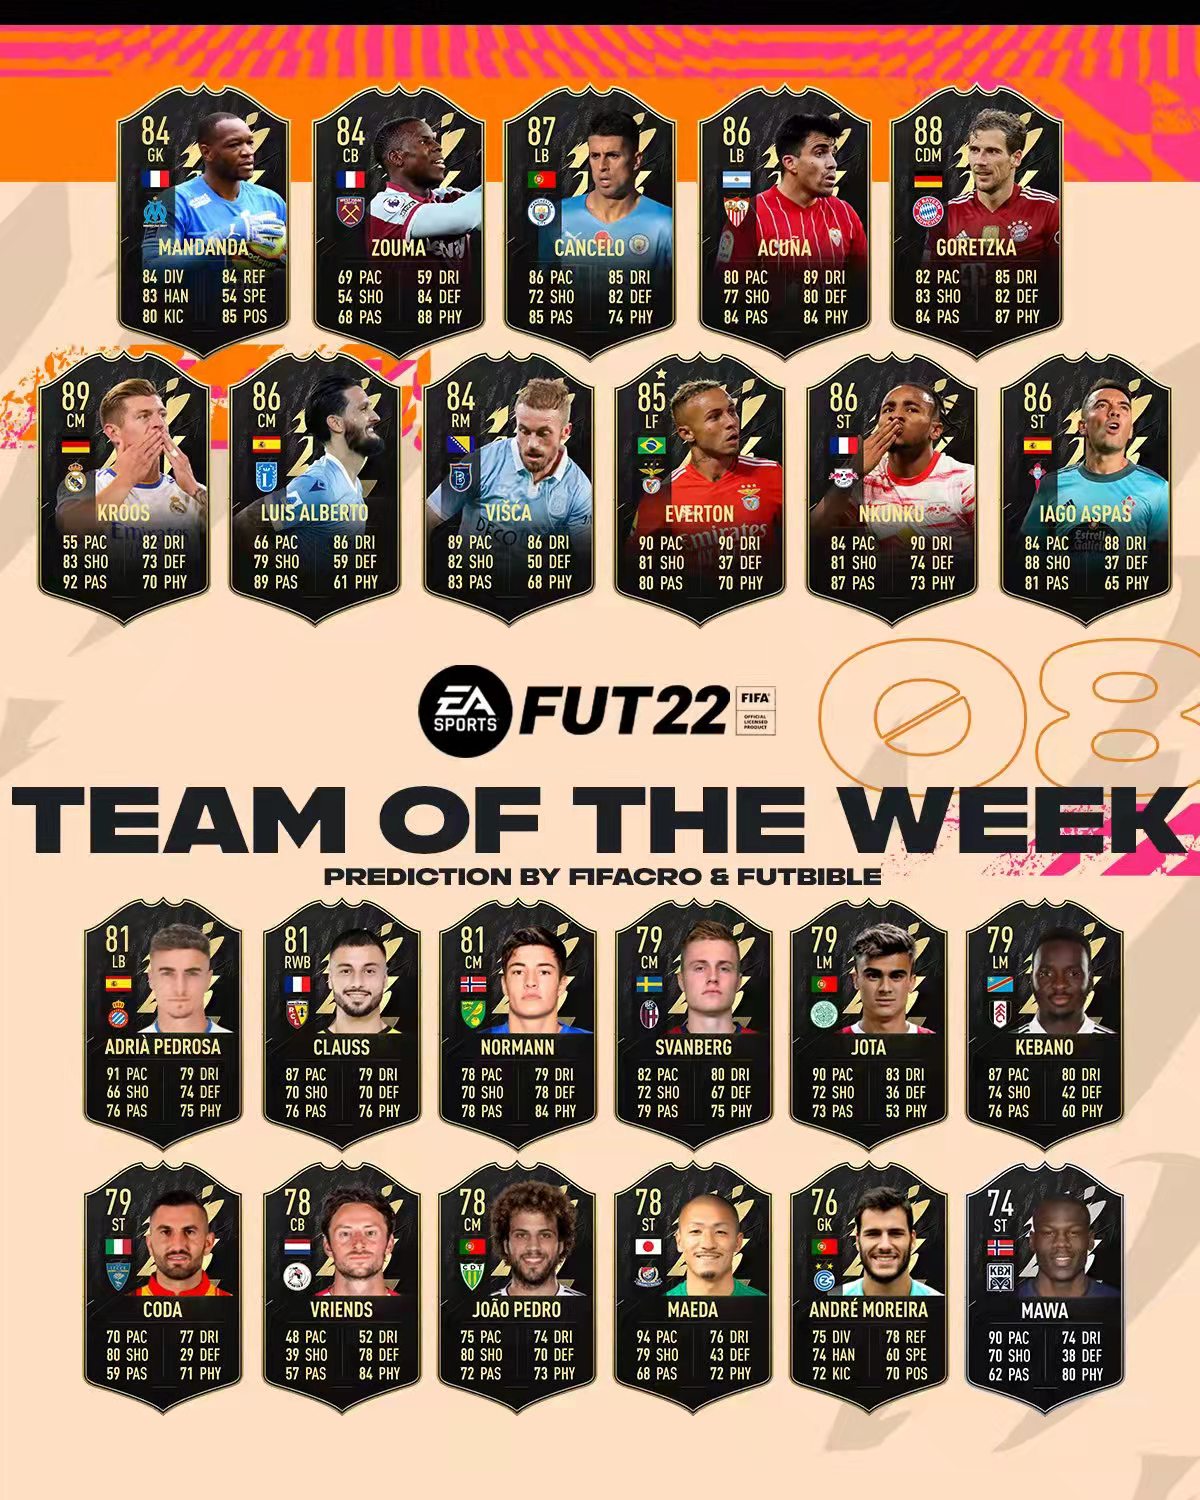 84 84 87 86 88
GK CB LB LB CDM
MANDANDA ZOUMA CANCELO ACUÑA GORETZKA
84 DIV 84 REF 69 PAC 59 DRI 86 PAC 85 DRI 80 PAC 89 DRI 82 PAC 85 DRI
83 HAN 54 SPE 54 SHO 84 DEF 72 SHO 82 DEF 77 SHO 80 DEF 83 SHO 82 DEF
80 KIC 85 POS 68 PAS 88 PHY 85 PAS 74 PHY 84 PAS 84 PHY 84 PAS 87 PHY
89 86 84 85 86 86
CM CM RM LF ST ST
KROOS LUIS ALBERTO VIŠĆA EVERTON NKUNKU IAGO ASPAS
55 PAC 82 DRI 66 PAC 86 DRI 89 PAC 86 DRI 90 PAC 90 DRI 84 PAC 90 DRI 84 PAC 88 DRI
83 SHO 73 DEF 79 SHO 59 DEF 82 SHO 50 DEF 81 SHO 37 DEF 81 SHO 74 DEF 88 SHO 37 DEF
92 PAS 70 PHY 89 PAS 61 PHY 83 PAS 68 PHY 80 PAS 70 PHY 87 PAS 73 PHY 81 PAS 65 PHY
08
EA SPORTS FUT22 FIFA OFFICIAL LICENSED PRODUCT
TEAM OF THE WEEK
PREDICTION BY FIFACRO & FUTBIBLE
81 81 81 79 79 79
LB RWB CM CM LM LM
ADRIÀ PEDROSA CLAUSS NORMANN SVANBERG JOTA KEBANO
91 PAC 79 DRI 87 PAC 79 DRI 78 PAC 79 DRI 82 PAC 80 DRI 90 PAC 83 DRI 87 PAC 80 DRI
66 SHO 74 DEF 70 SHO 70 DEF 70 SHO 78 DEF 72 SHO 67 DEF 72 SHO 36 DEF 74 SHO 42 DEF
76 PAS 75 PHY 76 PAS 76 PHY 78 PAS 84 PHY 79 PAS 75 PHY 73 PAS 53 PHY 76 PAS 60 PHY
79 78 78 78 76 74
ST CB CM ST GK ST
CODA VRIENDS JOÃO PEDRO MAEDA ANDRÉ MOREIRA MAWA
70 PAC 77 DRI 48 PAC 52 DRI 75 PAC 74 DRI 94 PAC 76 DRI 75 DIV 78 REF 90 PAC 74 DRI
80 SHO 29 DEF 39 SHO 78 DEF 80 SHO 70 DEF 79 SHO 43 DEF 74 HAN 60 SPE 70 SHO 38 DEF
59 PAS 71 PHY 57 PAS 84 PHY 72 PAS 73 PHY 68 PAS 72 PHY 72 KIC 70 POS 62 PAS 80 PHY